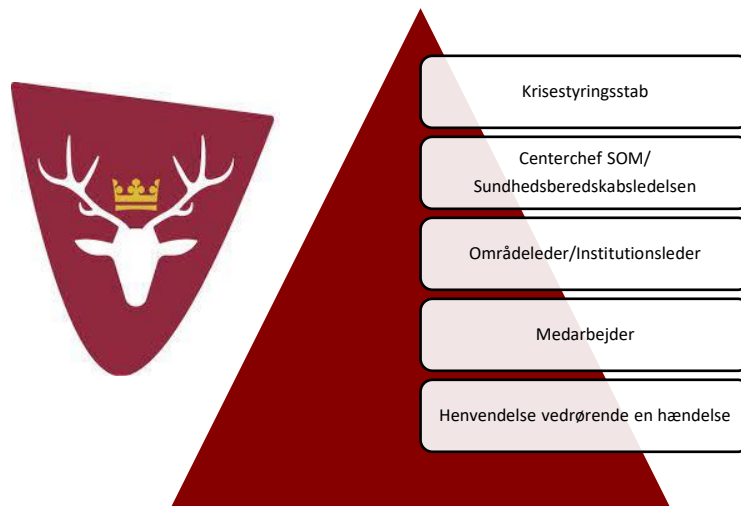 Krisestyringsstab
Centerchef SOM/
Sundhedsberedskabsledelsen
Områdeleder/Institutionsleder
Medarbejder
Henvendelse vedrørende en hændelse